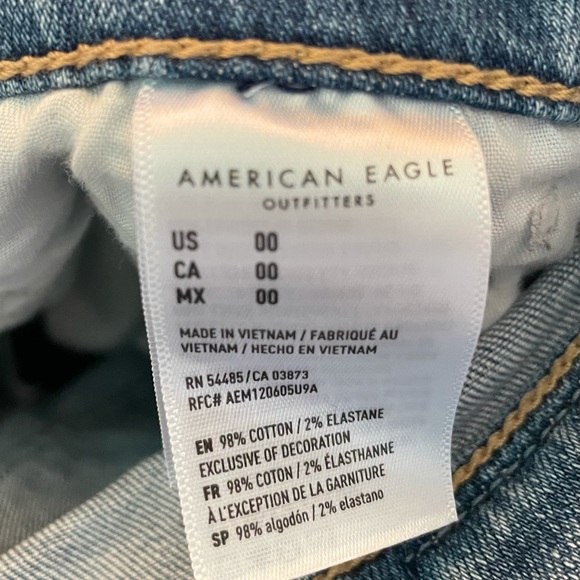 AMERICAN EAGLE
OUTFITTERS
US 00
CA 00
MX 00
MADE IN VIETNAM / FABRIQUÉ AU
VIETNAM / HECHO EN VIETNAM
RN 54485/CA 03873
RFC# AEM120605U9A
EN 98% COTTON / 2% ELASTANE
EXCLUSIVE OF DECORATION
FR 98% COTON / 2% ÉLASTHANNE
À L'EXCEPTION DE LA GARNITURE
SP 98% algodón / 2% elastano